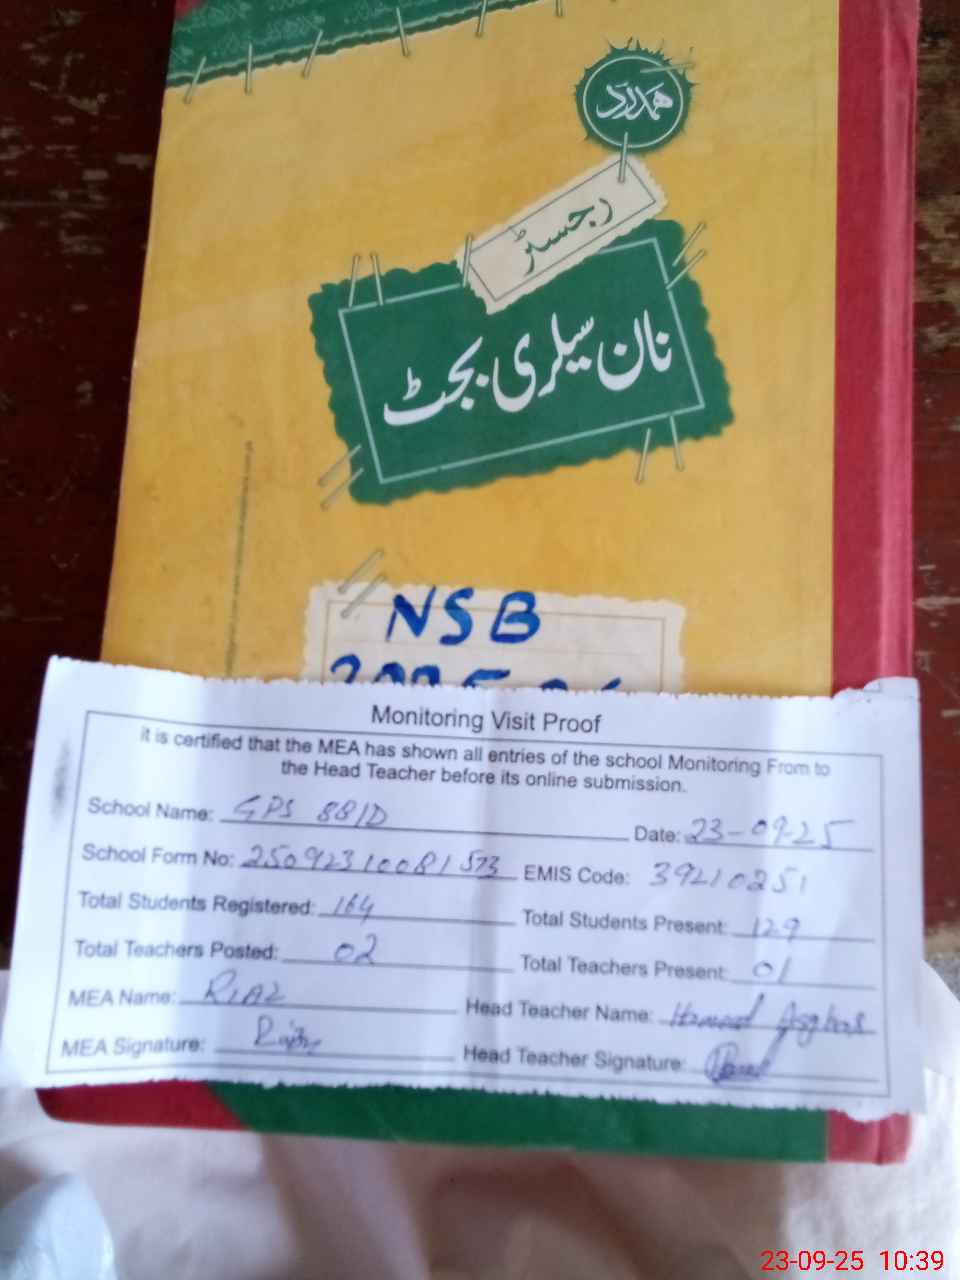 ہمدرد
رجسٹر
نان سیلری بجٹ
NSB
Monitoring Visit Proof
it is certified that the MEA has shown all entries of the school Monitoring From to
the Head Teacher before its online submission.
School Name: GPS 881D Date: 23-09-25
School Form No: 25092310081573 EMIS Code: 39210251
Total Students Registered: 164 Total Students Present: 129
Total Teachers Posted: 02 Total Teachers Present: 01
MEA Name: RIAZ Head Teacher Name:
MEA Signature: Head Teacher Signature:
23-09-25 10:39